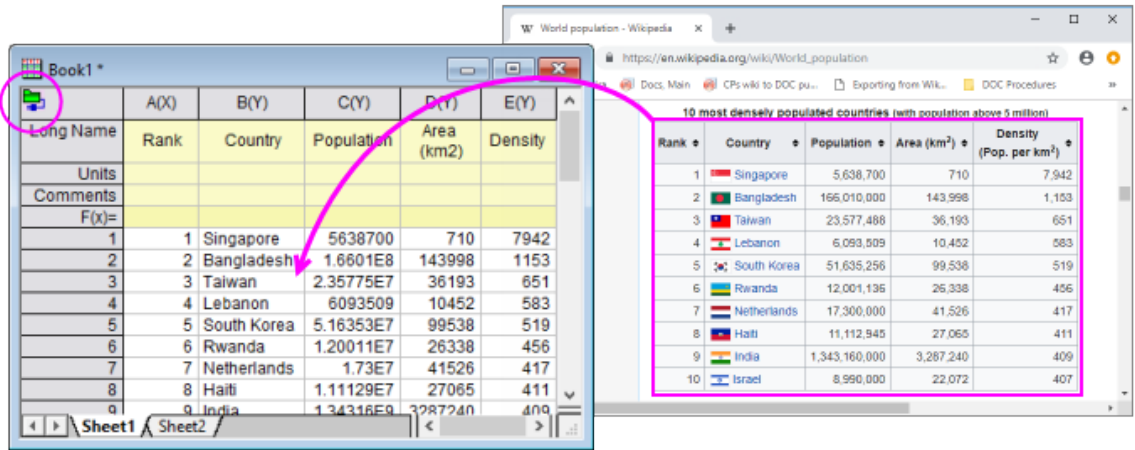 World population - Wikipedia
https://en.wikipedia.org/wiki/World_population
Docs, Main CPs wiki to DOC pu... Exporting from Wik... DOC Procedures »
10 most densely populated countries (with population above 5 million)
Rank Country Population Area (km²) Density (Pop. per km²)
1 Singapore 5,638,700 710 7,942
2 Bangladesh 166,010,000 143,998 1,153
3 Taiwan 23,577,488 36,193 651
4 Lebanon 6,093,509 10,452 583
5 South Korea 51,635,256 99,538 519
6 Rwanda 12,001,136 26,338 456
7 Netherlands 17,300,000 41,526 417
8 Haiti 11,112,945 27,065 411
9 India 1,343,160,000 3,287,240 409
10 Israel 8,990,000 22,072 407
Book1 *
A(X) B(Y) C(Y) D(Y) E(Y)
Long Name Rank Country Population Area (km2) Density
Units
Comments
F(x)=
1 1 Singapore 5638700 710 7942
2 2 Bangladesh 1.6601E8 143998 1153
3 3 Taiwan 2.35775E7 36193 651
4 4 Lebanon 6093509 10452 583
5 5 South Korea 5.16353E7 99538 519
6 6 Rwanda 1.20011E7 26338 456
7 7 Netherlands 1.73E7 41526 417
8 8 Haiti 1.11129E7 27065 411
9 9 India 1.34316E9 3287240 409
Sheet1 Sheet2